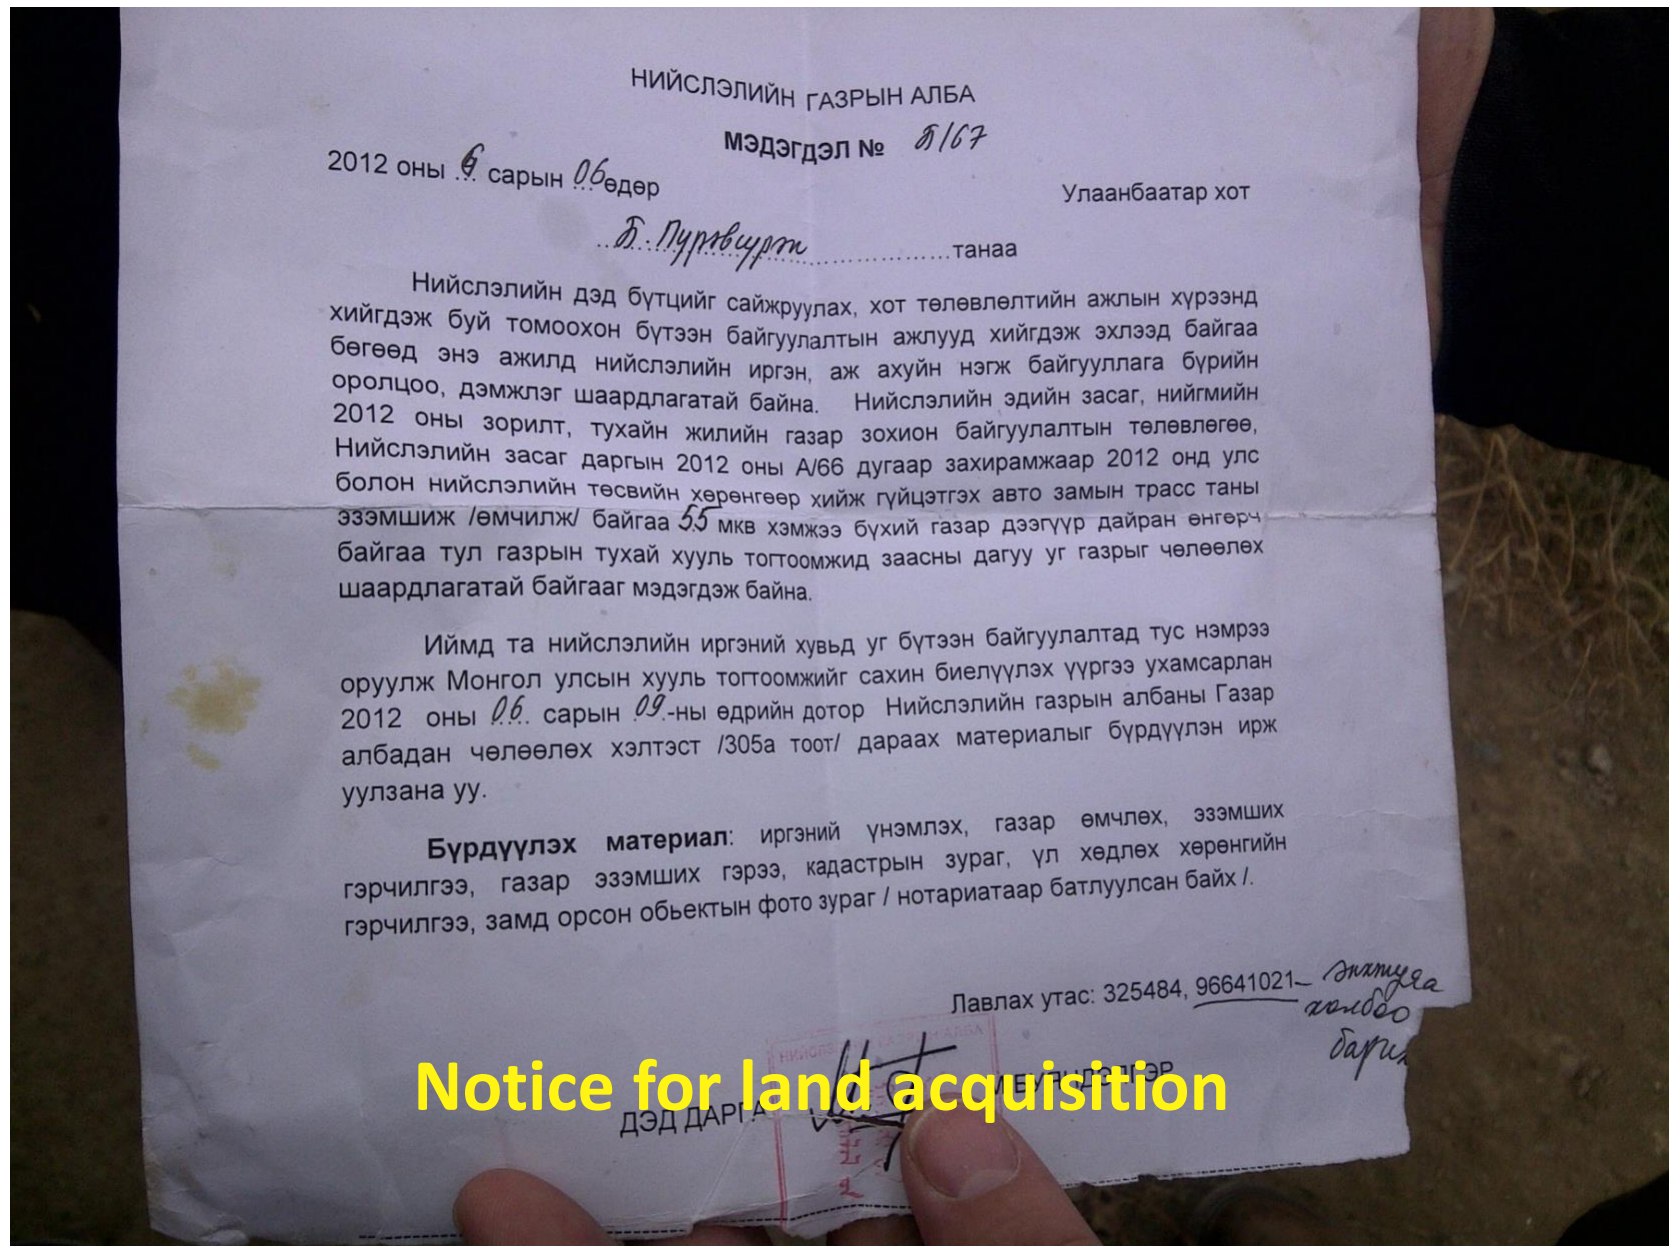 НИЙСЛЭЛИЙН ГАЗРЫН АЛБА
МЭДЭГДЭЛ № Б/67
2012 оны 6 сарын 06 өдөр
Улаанбаатар хот
Б. Пүрэвсүрэн танаа
Нийслэлийн дэд бүтцийг сайжруулах, хот төлөвлөлтийн ажлын хүрээнд
хийгдэж буй томоохон бүтээн байгуулалтын ажлууд хийгдэж эхлээд байгаа
бөгөөд энэ ажилд нийслэлийн иргэн, аж ахуйн нэгж байгууллага бүрийн
оролцоо, дэмжлэг шаардлагатай байна. Нийслэлийн эдийн засаг, нийгмийн
2012 оны зорилт, тухайн жилийн газар зохион байгуулалтын төлөвлөгөө,
Нийслэлийн засаг даргын 2012 оны А/66 дугаар захирамжаар 2012 онд улс
болон нийслэлийн төсвийн хөрөнгөөр хийж гүйцэтгэх авто замын трасс таны
эзэмшиж /өмчилж/ байгаа 55 мкв хэмжээ бүхий газар дээгүүр дайран өнгөрч
байгаа тул газрын тухай хууль тогтоомжид заасны дагуу уг газрыг чөлөөлөх
шаардлагатай байгааг мэдэгдэж байна.
Иймд та нийслэлийн иргэний хувьд уг бүтээн байгуулалтад тус нэмрээ
оруулж Монгол улсын хууль тогтоомжийг сахин биелүүлэх үүргээ ухамсарлан
2012 оны 06 сарын 09-ны өдрийн дотор Нийслэлийн газрын албаны Газар
албадан чөлөөлөх хэлтэст /305а тоот/ дараах материалыг бүрдүүлэн ирж
уулзана уу.
Бүрдүүлэх материал: иргэний үнэмлэх, газар өмчлөх, эзэмших
гэрчилгээ, газар эзэмших гэрээ, кадастрын зураг, үл хөдлөх хөрөнгийн
гэрчилгээ, замд орсон обьектын фото зураг / нотариатаар батлуулсан байх /.
Лавлах утас: 325484, 96641021 – Энхтуяа
холбоо
барих
Notice for land acquisition
ДЭД ДАРГА БУЯНДЭЛГЭР
НИЙСЛЭЛИЙН ГАЗРЫН АЛБА